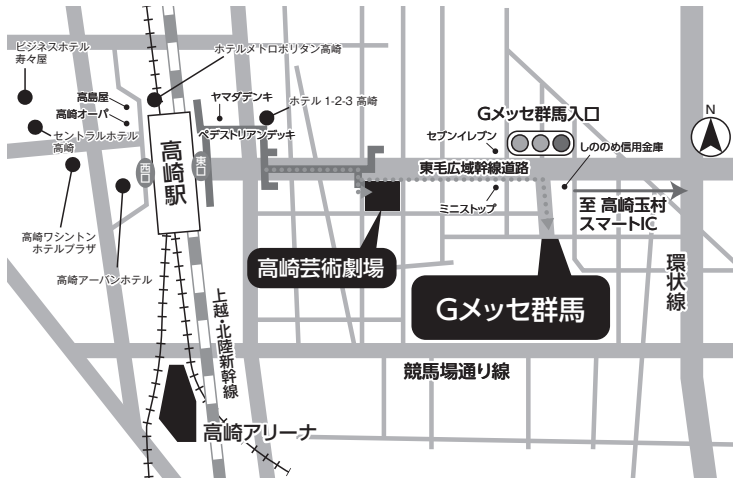 ビジネスホテル
寿々屋
高島屋
高崎オーパ
セントラルホテル
高崎
高崎ワシントン
ホテルプラザ
高崎アーバンホテル
ホテルメトロポリタン高崎
ヤマダデンキ
ホテル 1-2-3 高崎
ペデストリアンデッキ
西口
高崎駅
東口
Gメッセ群馬入口
セブンイレブン
しののめ信用金庫
N
東毛広域幹線道路
ミニストップ
至 高崎玉村
スマートIC
高崎芸術劇場
Gメッセ群馬
環状線
上越・北陸新幹線
競馬場通り線
高崎アリーナ